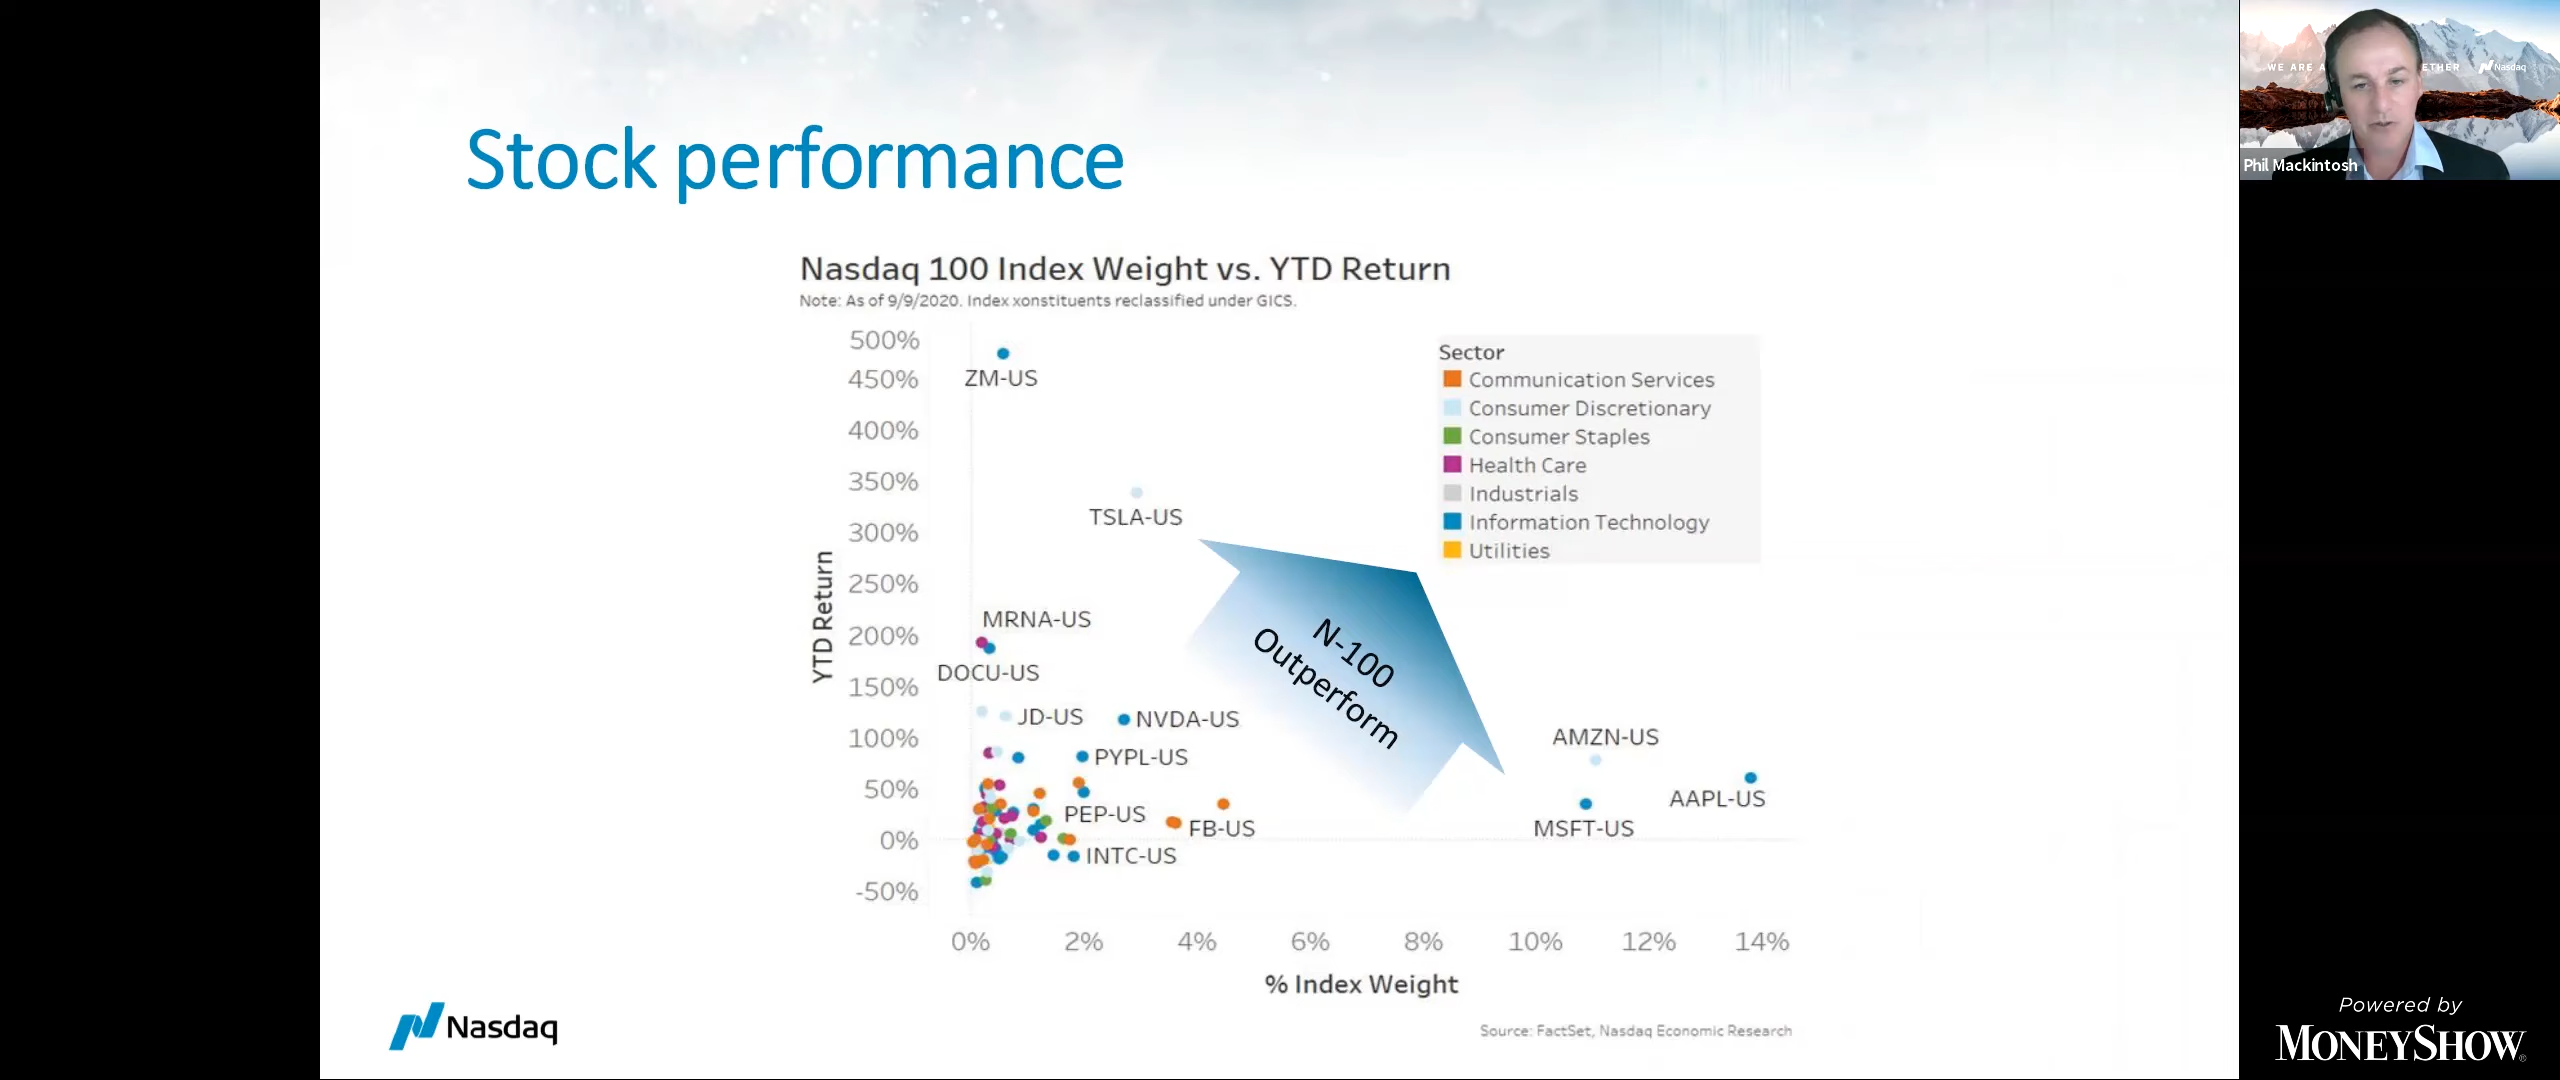 Stock performance
Nasdaq 100 Index Weight vs. YTD Return
Note: As of 9/9/2020. Index xonstituents reclassified under GICS.
500%
450%
400%
350%
300%
250%
200%
150%
100%
50%
0%
-50%
YTD Return
ZM-US
TSLA-US
MRNA-US
DOCU-US
JD-US
NVDA-US
PYPL-US
PEP-US
FB-US
INTC-US
AMZN-US
AAPL-US
MSFT-US
N-100
Outperform
Sector
Communication Services
Consumer Discretionary
Consumer Staples
Health Care
Industrials
Information Technology
Utilities
0% 2% 4% 6% 8% 10% 12% 14%
% Index Weight
Source: FactSet, Nasdaq Economic Research
Nasdaq
WE ARE A
ETHER
Nasdaq
Phil Mackintosh
Powered by
MONEYSHOW